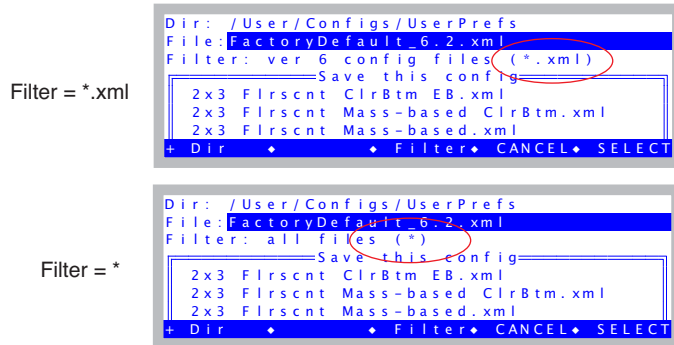 Filter = *.xml
Dir: /User/Configs/UserPrefs
File:FactoryDefault_6.2.xml
Filter: ver 6 config files (*.xml)
Save this config
2x3 Flrscnt ClrBtm EB.xml
2x3 Flrscnt Mass-based ClrBtm.xml
2x3 Flrscnt Mass-based.xml
+ Dir ◆ ◆ Filter◆ CANCEL◆ SELECT
Filter = *
Dir: /User/Configs/UserPrefs
File:FactoryDefault_6.2.xml
Filter: all files (*)
Save this config
2x3 Flrscnt ClrBtm EB.xml
2x3 Flrscnt Mass-based ClrBtm.xml
2x3 Flrscnt Mass-based.xml
+ Dir ◆ ◆ Filter◆ CANCEL◆ SELECT